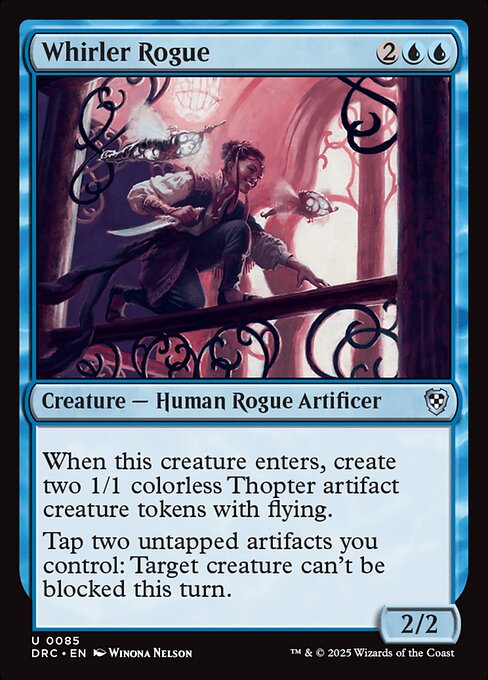 Whirler Rogue 2
Creature — Human Rogue Artificer
When this creature enters, create
two 1/1 colorless Thopter artifact
creature tokens with flying.
Tap two untapped artifacts you
control: Target creature can't be
blocked this turn.
2/2
U 0085
DRC • EN Winona Nelson
™ & © 2025 Wizards of the Coast